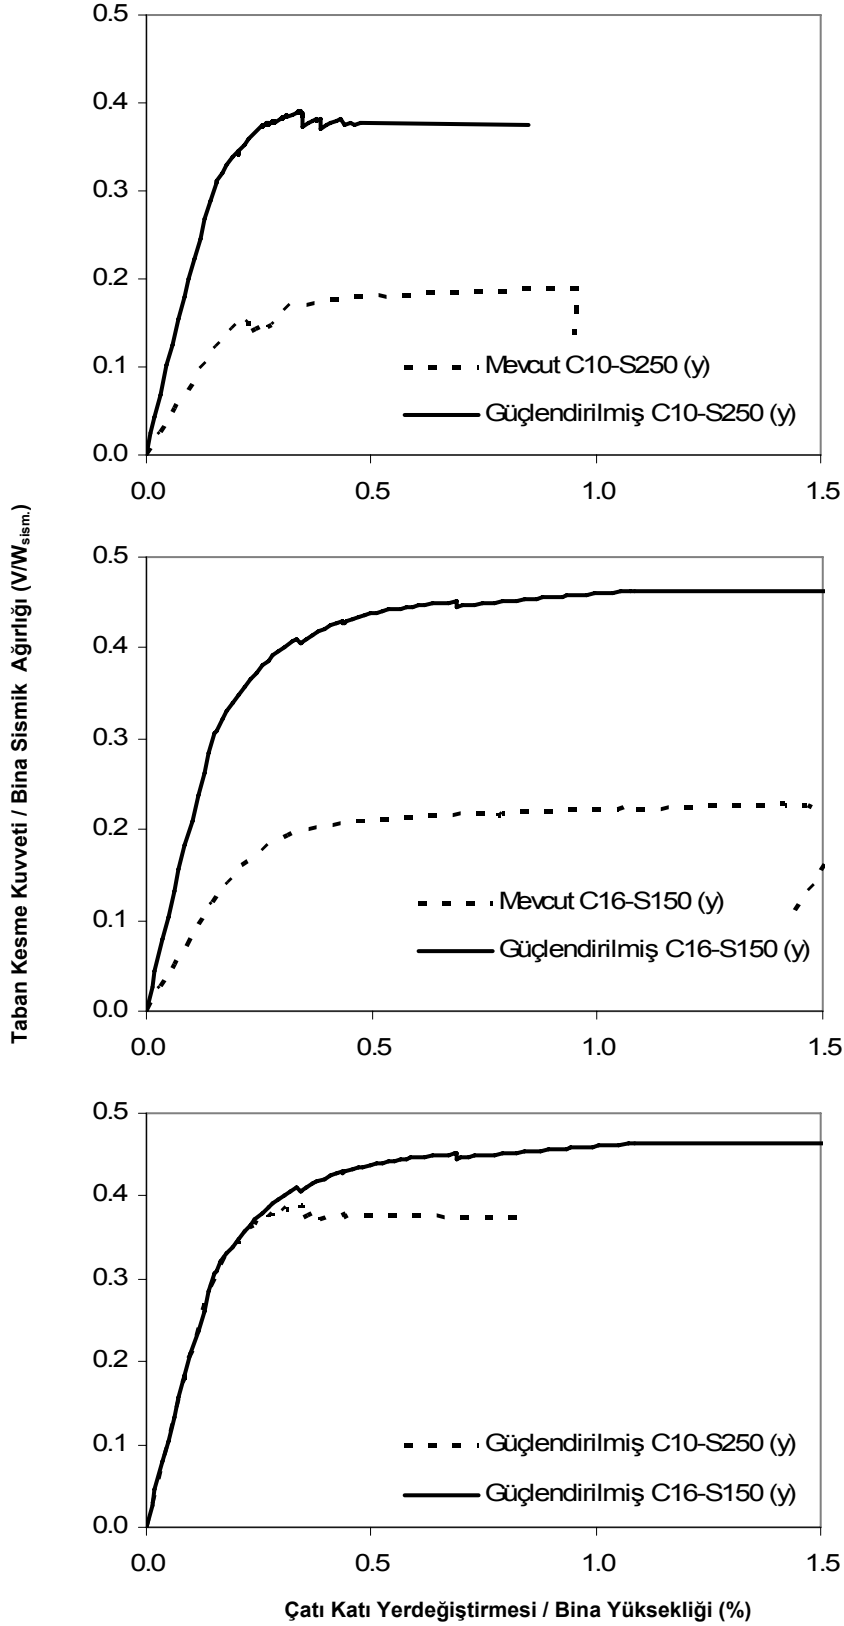 Taban Kesme Kuvveti / Bina Sismik Ağırlığı (V/Wsism.)
0.5
0.4
0.3
0.2
0.1
0.0
Mevcut C10-S250 (y)
Güçlendirilmiş C10-S250 (y)
0.0 0.5 1.0 1.5
0.5
0.4
0.3
0.2
0.1
0.0
Mevcut C16-S150 (y)
Güçlendirilmiş C16-S150 (y)
0.0 0.5 1.0 1.5
0.5
0.4
0.3
0.2
0.1
0.0
Güçlendirilmiş C10-S250 (y)
Güçlendirilmiş C16-S150 (y)
0.0 0.5 1.0 1.5
Çatı Katı Yerdeğiştirmesi / Bina Yüksekliği (%)